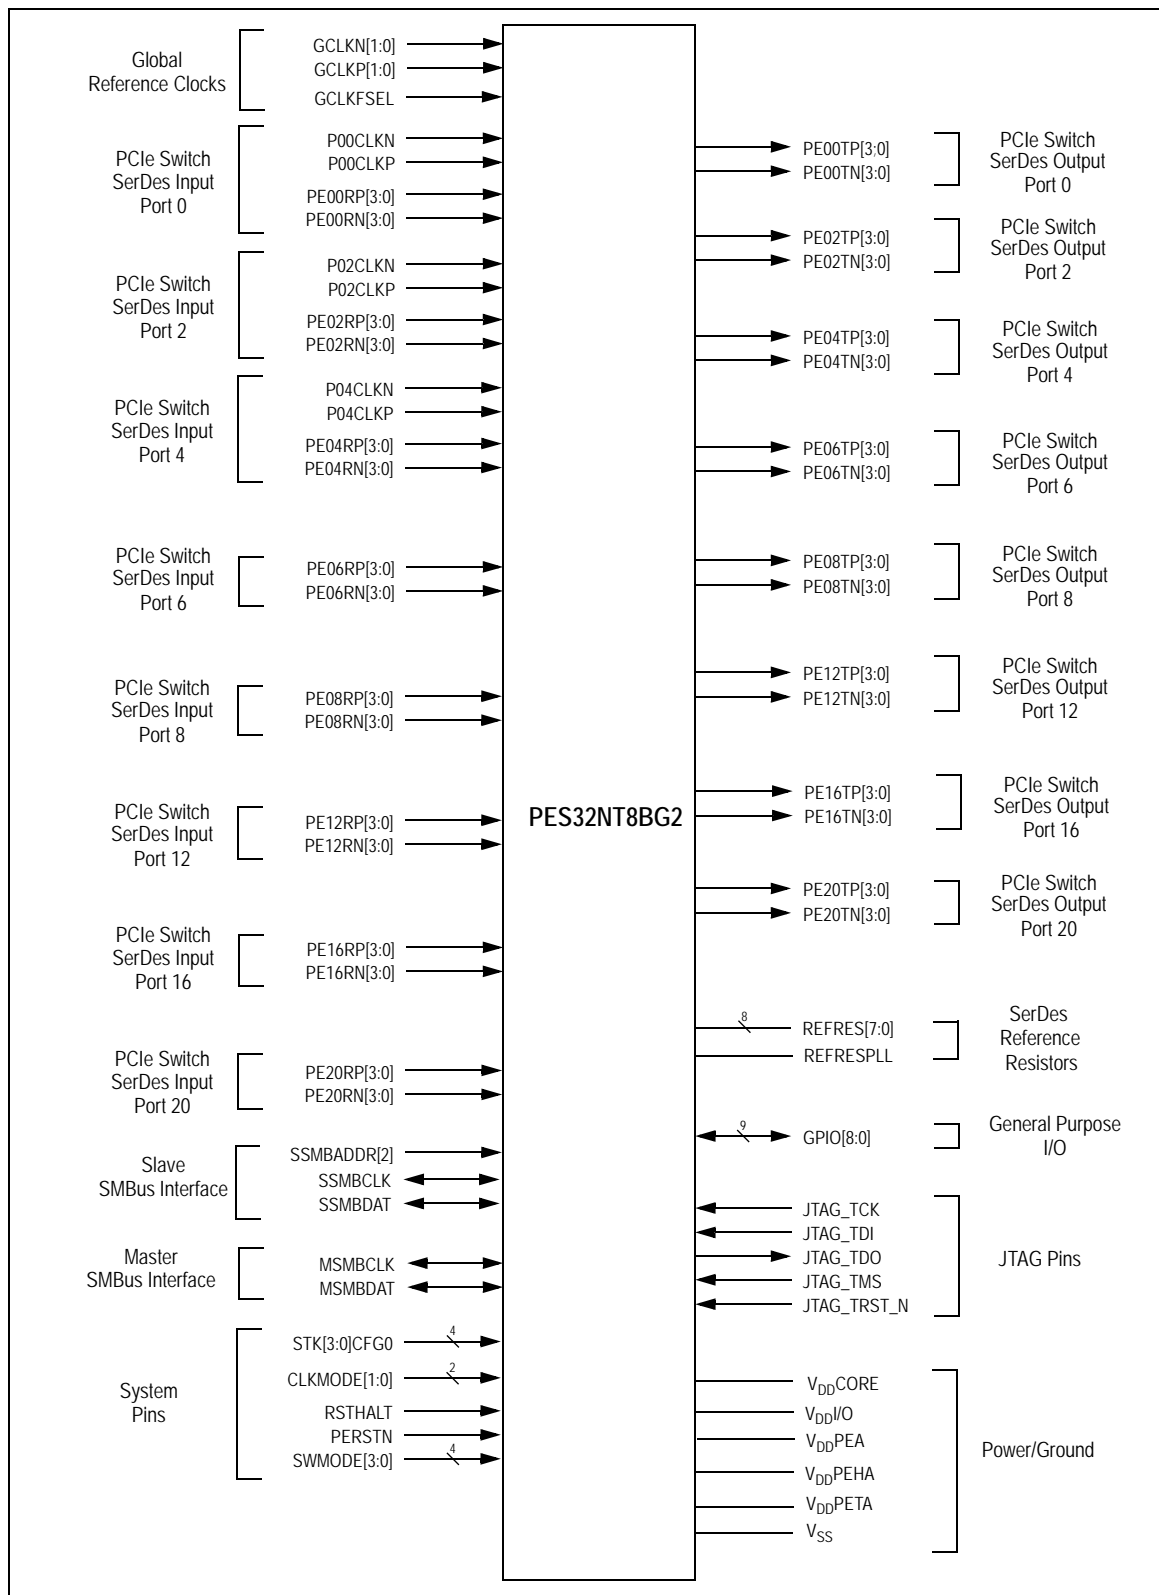 Global
Reference Clocks
GCLKN[1:0]
GCLKP[1:0]
GCLKFSEL
PCIe Switch
SerDes Input
Port 0
P00CLKN
P00CLKP
PE00RP[3:0]
PE00RN[3:0]
PCIe Switch
SerDes Input
Port 2
P02CLKN
P02CLKP
PE02RP[3:0]
PE02RN[3:0]
PCIe Switch
SerDes Input
Port 4
P04CLKN
P04CLKP
PE04RP[3:0]
PE04RN[3:0]
PCIe Switch
SerDes Input
Port 6
PE06RP[3:0]
PE06RN[3:0]
PCIe Switch
SerDes Input
Port 8
PE08RP[3:0]
PE08RN[3:0]
PCIe Switch
SerDes Input
Port 12
PE12RP[3:0]
PE12RN[3:0]
PCIe Switch
SerDes Input
Port 16
PE16RP[3:0]
PE16RN[3:0]
PCIe Switch
SerDes Input
Port 20
PE20RP[3:0]
PE20RN[3:0]
Slave
SMBus Interface
SSMBADDR[2]
SSMBCLK
SSMBDAT
Master
SMBus Interface
MSMBCLK
MSMBDAT
System
Pins
STK[3:0]CFG0
4
CLKMODE[1:0]
2
RSTHALT
PERSTN
SWMODE[3:0]
4
PES32NT8BG2
PE00TP[3:0]
PE00TN[3:0]
PCIe Switch
SerDes Output
Port 0
PE02TP[3:0]
PE02TN[3:0]
PCIe Switch
SerDes Output
Port 2
PE04TP[3:0]
PE04TN[3:0]
PCIe Switch
SerDes Output
Port 4
PE06TP[3:0]
PE06TN[3:0]
PCIe Switch
SerDes Output
Port 6
PE08TP[3:0]
PE08TN[3:0]
PCIe Switch
SerDes Output
Port 8
PE12TP[3:0]
PE12TN[3:0]
PCIe Switch
SerDes Output
Port 12
PE16TP[3:0]
PE16TN[3:0]
PCIe Switch
SerDes Output
Port 16
PE20TP[3:0]
PE20TN[3:0]
PCIe Switch
SerDes Output
Port 20
8
REFRES[7:0]
REFRESPLL
SerDes
Reference
Resistors
9
GPIO[8:0]
General Purpose
I/O
JTAG_TCK
JTAG_TDI
JTAG_TDO
JTAG_TMS
JTAG_TRST_N
JTAG Pins
VDDCORE
VDDI/O
VDDPEA
VDDPEHA
VDDPETA
VSS
Power/Ground